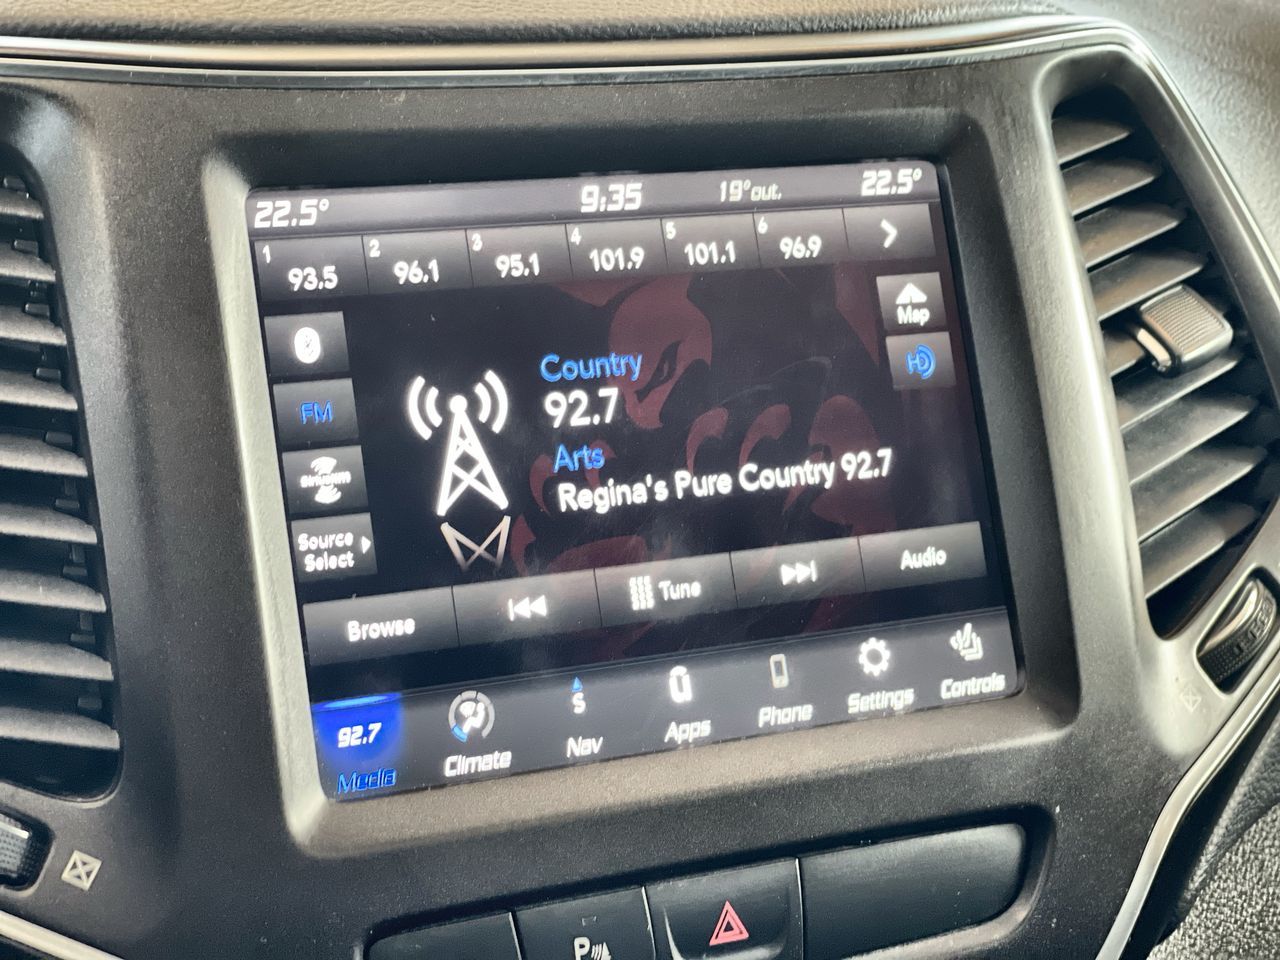 22.5° 9:35 19°out. 22.5°
1 93.5 2 96.1 3 95.1 4 101.9 5 101.1 6 96.9
Map
HD
FM
SiriusXM
Source
Select
Country
92.7
Arts
Regina's Pure Country 92.7
Browse Tune Audio
92.7 S
Media Climate Nav Apps Phone Settings Controls
P